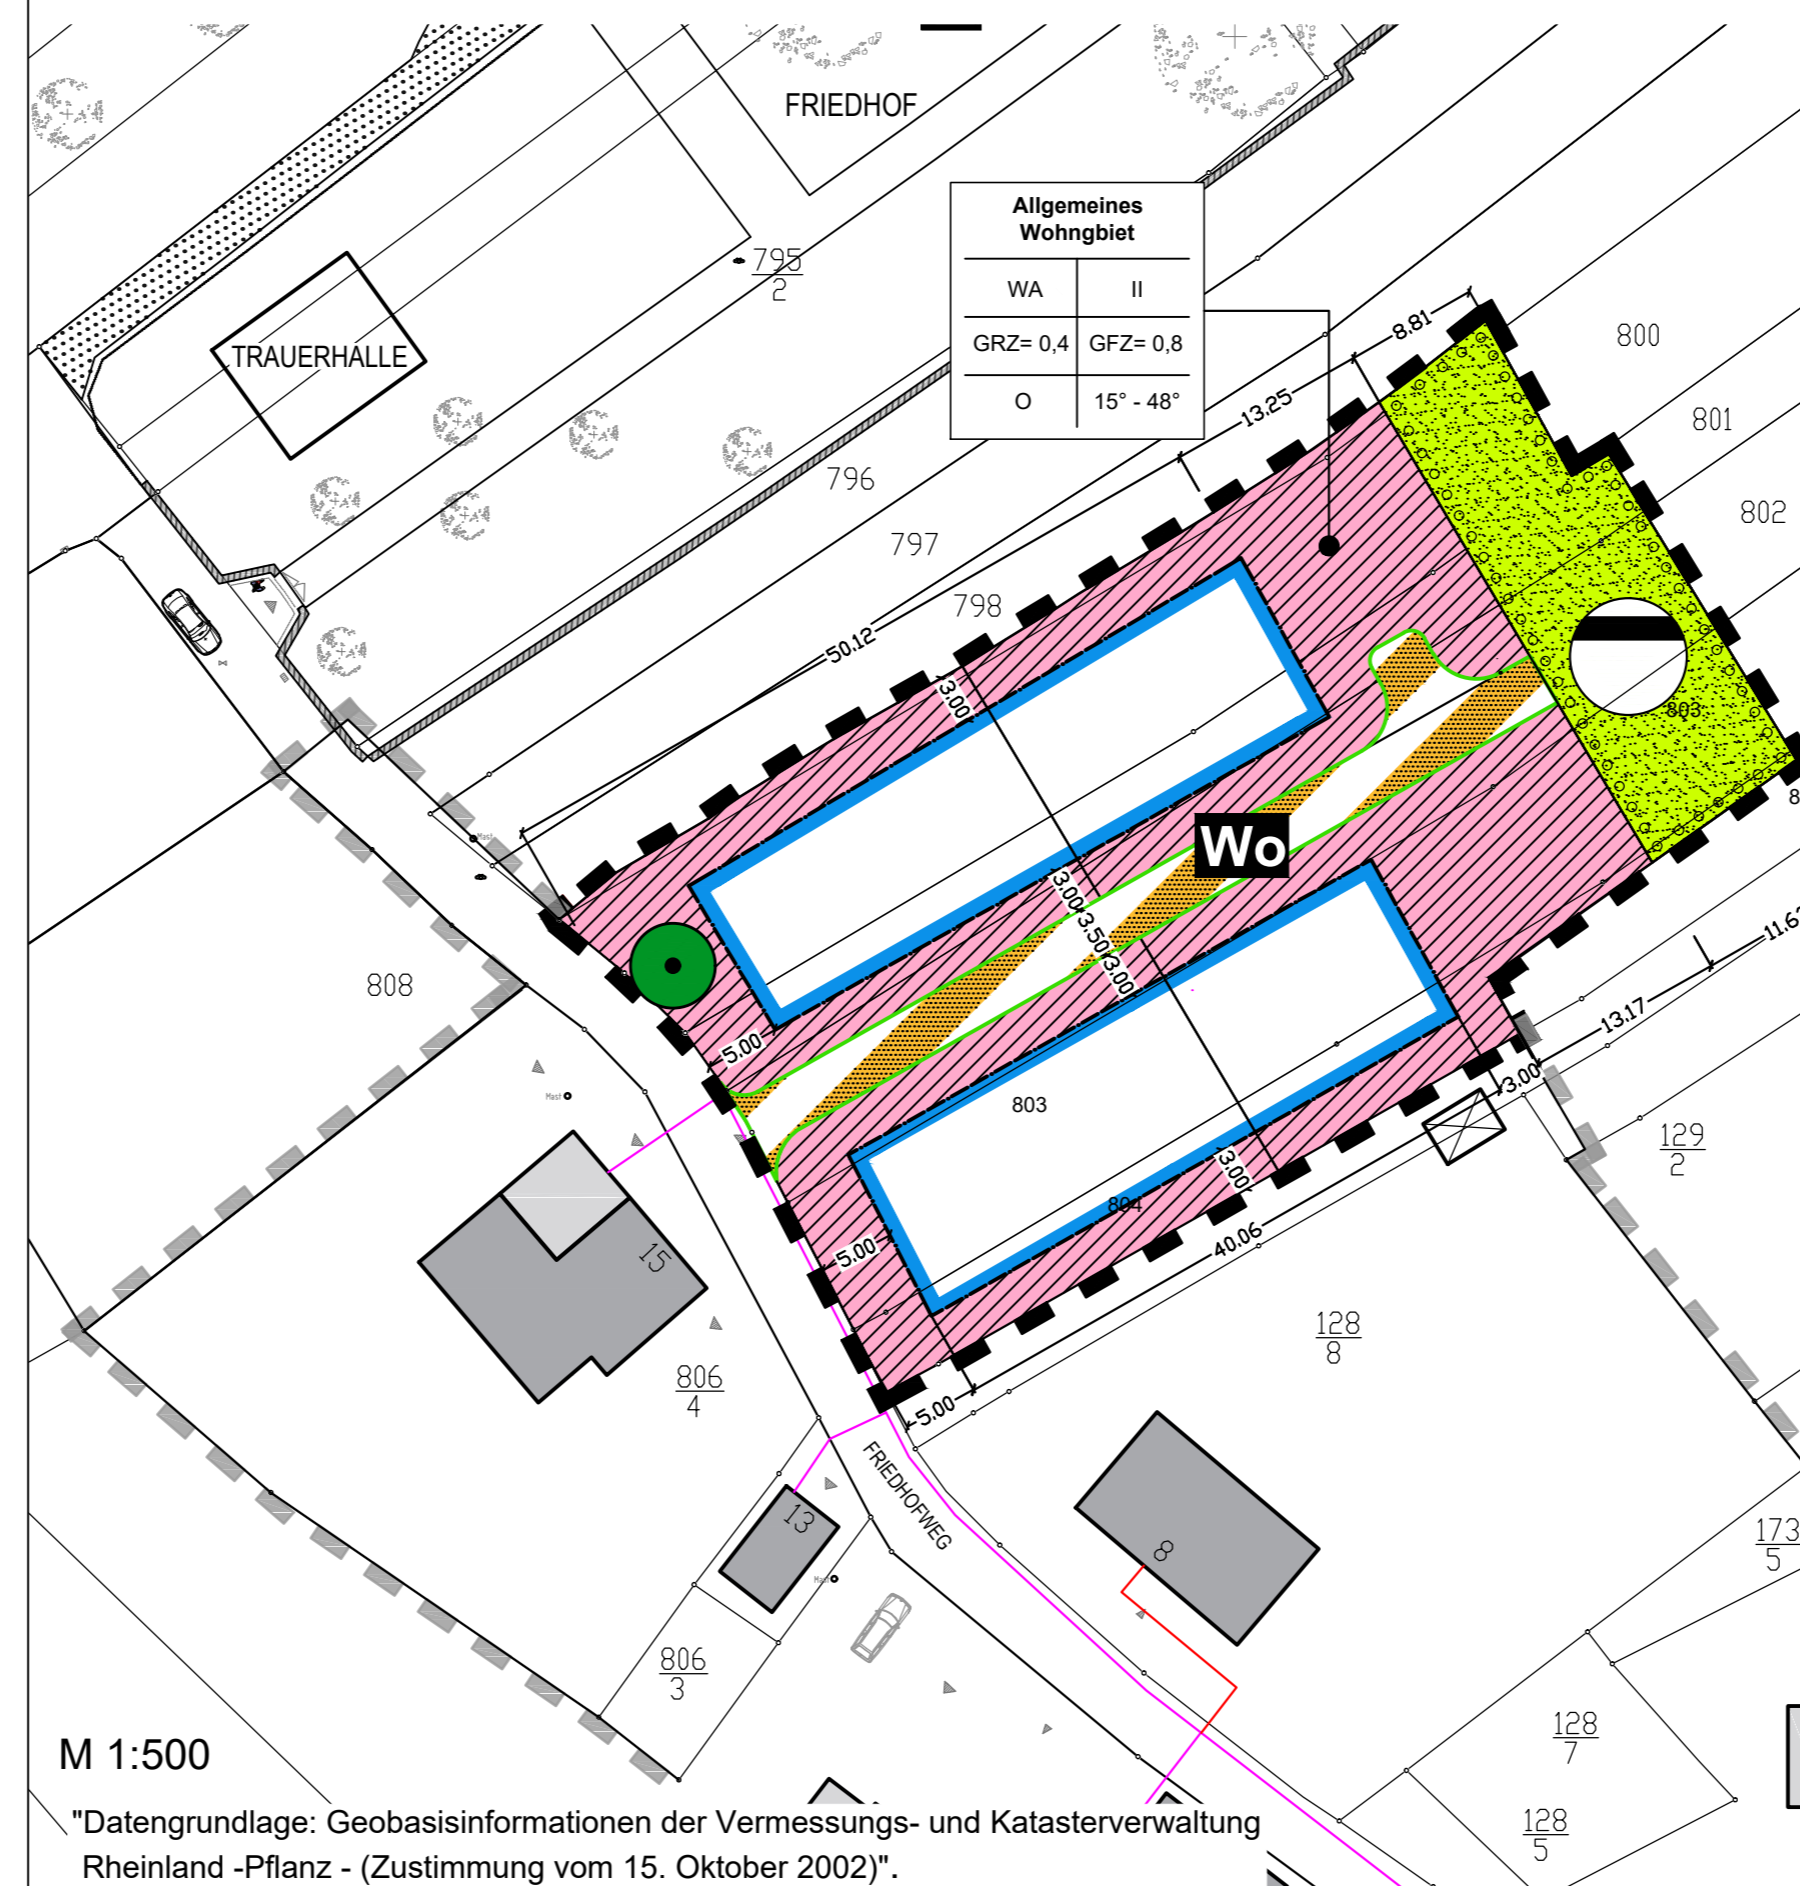 FRIEDHOF
Allgemeines
Wohngbiet
WA
II
GRZ= 0,4
GFZ= 0,8
O
15° - 48°
795
2
TRAUERHALLE
8.81
13.25
800
801
802
796
797
798
50.12
3.00
803
Mast
Wo
3.00
3.50
3.00
808
5.00
13.17
3.00
Mast
803
129
2
804
3.00
40.06
5.00
15
128
8
806
4
5.00
FRIEDHOFWEG
13
8
Mast
173
5
806
3
128
7
128
5
M 1:500
"Datengrundlage: Geobasisinformationen der Vermessungs- und Katasterverwaltung
Rheinland -Pflanz - (Zustimmung vom 15. Oktober 2002)".